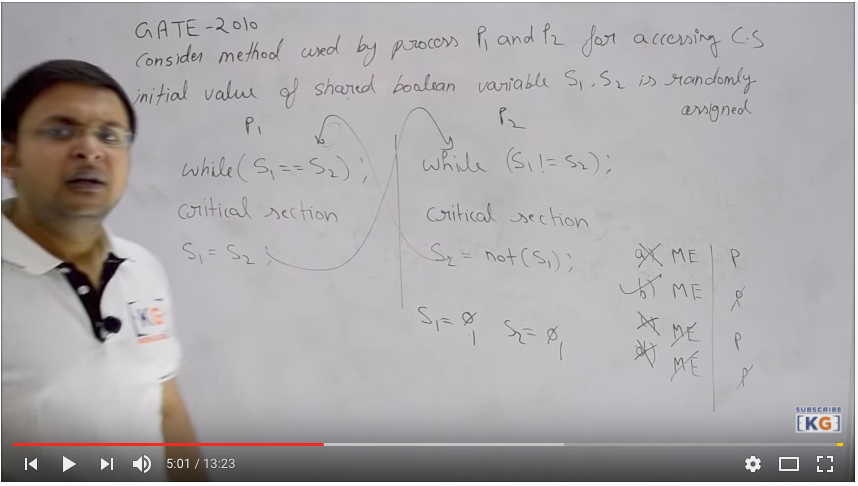 GATE-2010
Consider method used by process P1 and P2 for accessing C.S
initial value of shared boolean variable S1, S2 is randomly
assigned
P1
while (S1 == S2);
critical section
S1 = S2;
P2
while (S1 != S2);
critical section
S2 = not(S1);
S1 = 0
1
S2 = 0
1
a) ME P
b) ME P
ME P
d) ME P
[KG]
SUBSCRIBE
[KG]
5:01 / 13:23